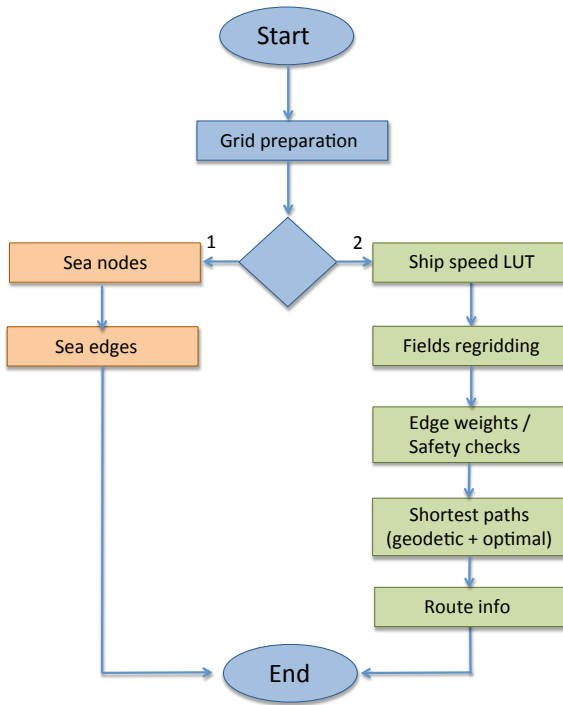 Start
Grid preparation
1
2
Sea nodes
Ship speed LUT
Sea edges
Fields regridding
Edge weights /
Safety checks
Shortest paths
(geodetic + optimal)
Route info
End